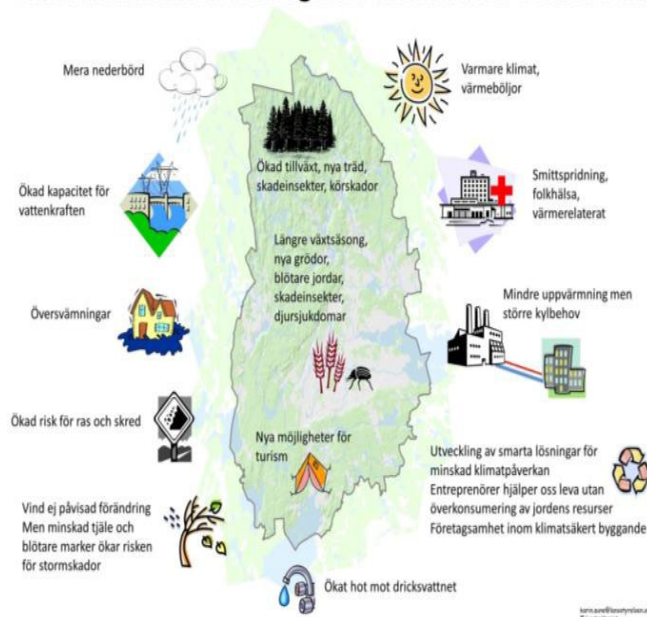 Mera nederbörd
Varmare klimat,
värmeböljor
Ökad tillväxt, nya träd,
skadeinsekter, körskador
Ökad kapacitet för
vattenkraften
Smittspridning,
folkhälsa,
värmerelaterat
Längre växtsäsong,
nya grödor,
blötare jordar,
skadeinsekter,
djursjukdomar
Översvämningar
Mindre uppvärmning men
större kylbehov
Ökad risk för ras och skred
Nya möjligheter för
turism
Utveckling av smarta lösningar för
minskad klimatpåverkan
Entreprenörer hjälper oss leva utan
överkonsumering av jordens resurser
Företagsamhet inom klimatsäkert byggande
Vind ej påvisad förändring
Men minskad tjäle och
blötare marker ökar risken
för stormskador
Ökat hot mot dricksvattnet